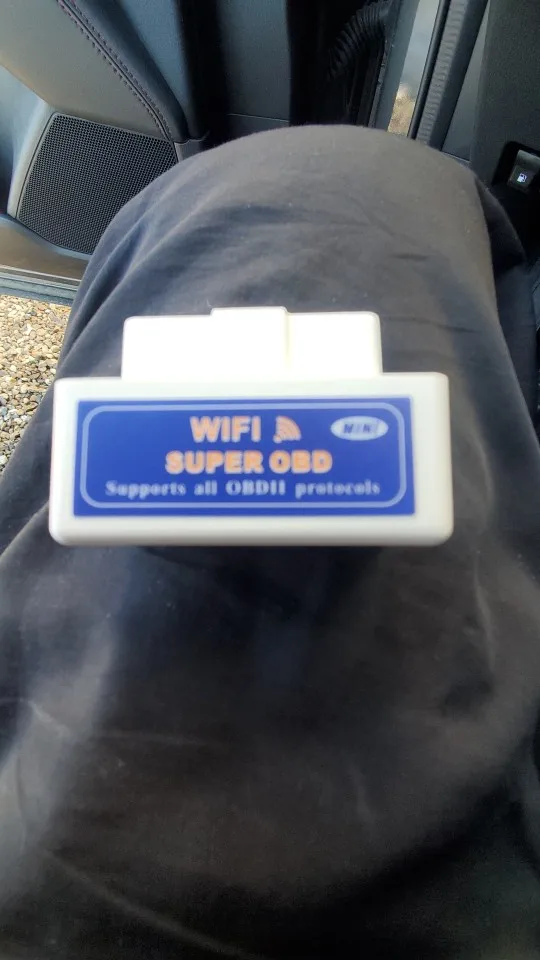 WIFI MINI
SUPER OBD
Supports all OBDII protocols